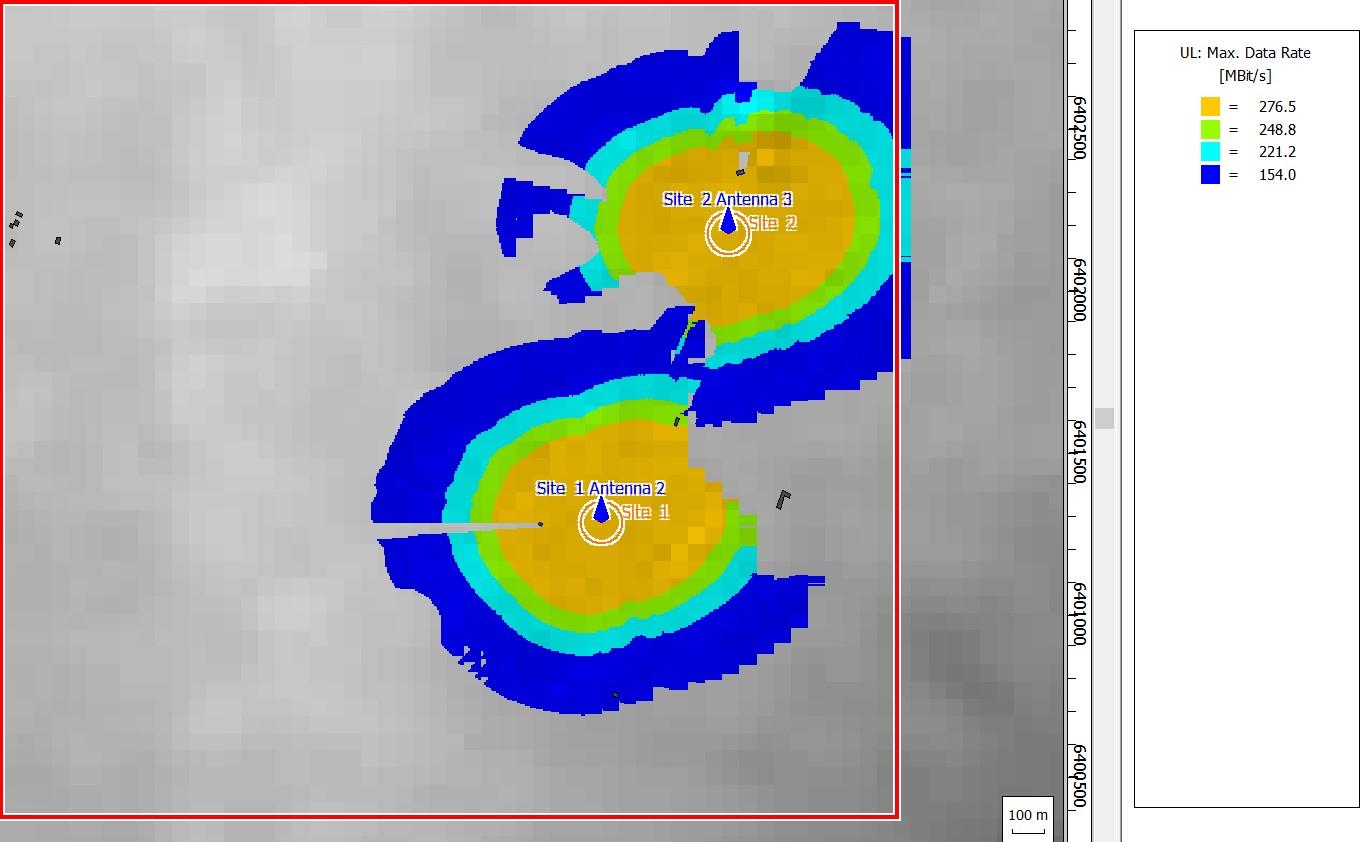 UL: Max. Data Rate
[MBit/s]
= 276.5
= 248.8
= 221.2
= 154.0
Site 2 Antenna 3
Site 2
Site 1 Antenna 2
Site 1
6402500
6402000
6401500
6401000
6400500
100 m